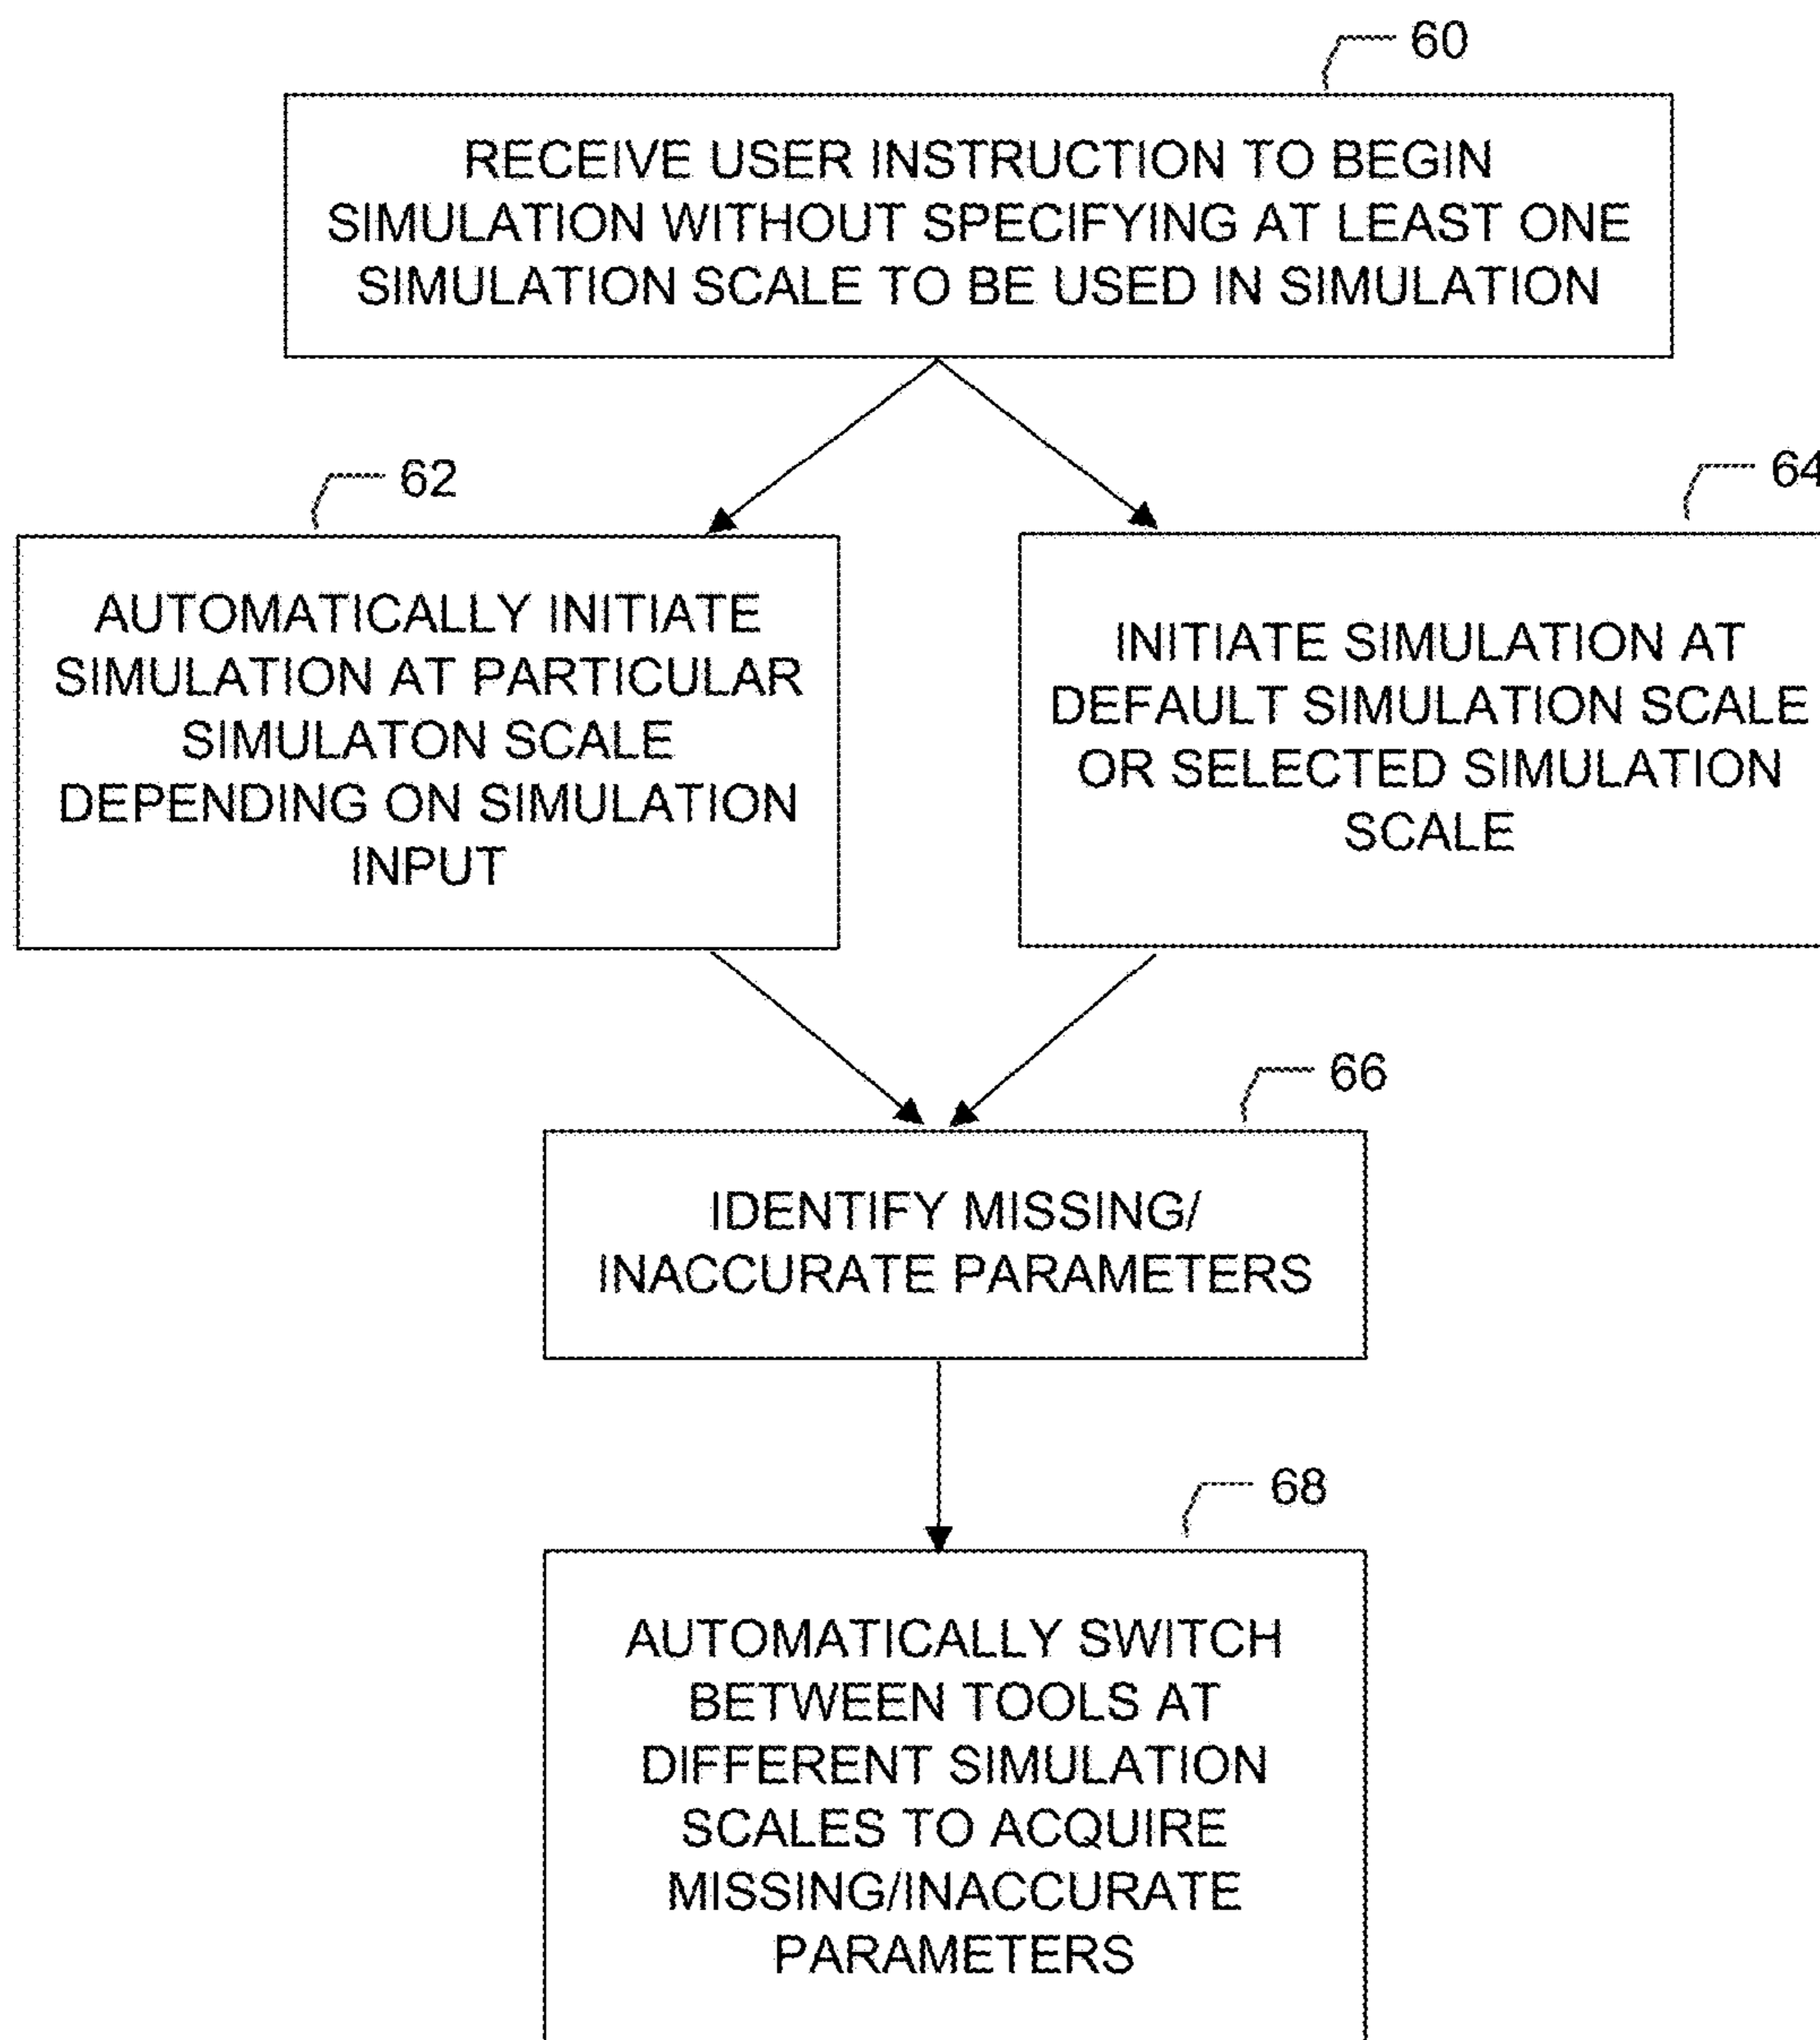 60
RECEIVE USER INSTRUCTION TO BEGIN
SIMULATION WITHOUT SPECIFYING AT LEAST ONE
SIMULATION SCALE TO BE USED IN SIMULATION
62
AUTOMATICALLY INITIATE
SIMULATION AT PARTICULAR
SIMULATON SCALE
DEPENDING ON SIMULATION
INPUT
64
INITIATE SIMULATION AT
DEFAULT SIMULATION SCALE
OR SELECTED SIMULATION
SCALE
66
IDENTIFY MISSING/
INACCURATE PARAMETERS
68
AUTOMATICALLY SWITCH
BETWEEN TOOLS AT
DIFFERENT SIMULATION
SCALES TO ACQUIRE
MISSING/INACCURATE
PARAMETERS